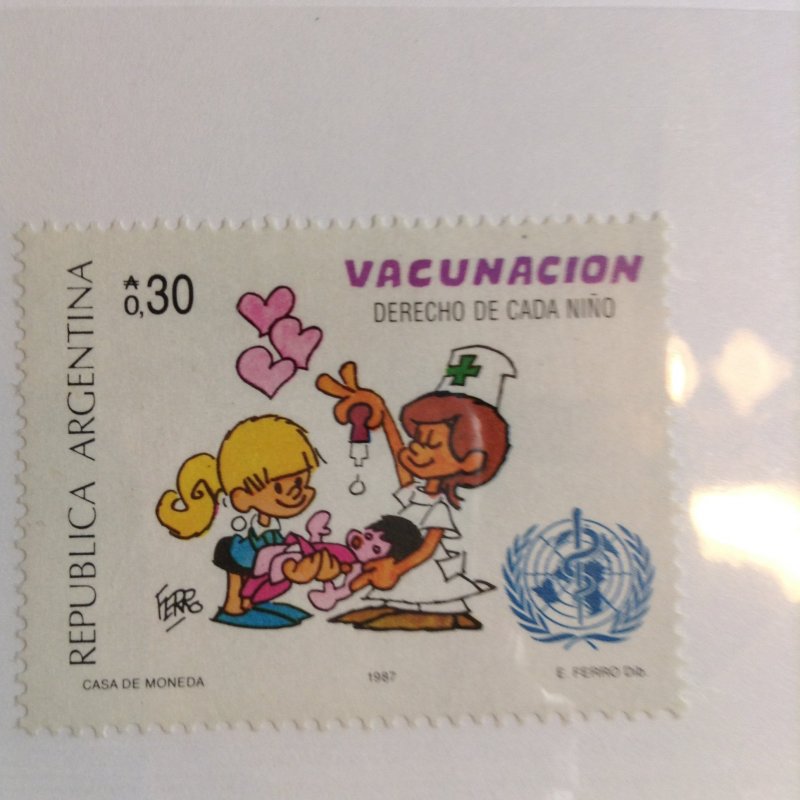 REPUBLICA ARGENTINA
₳0,30
VACUNACION
DERECHO DE CADA NIÑO
FERRO
CASA DE MONEDA
1987
E. FERRO Dib.